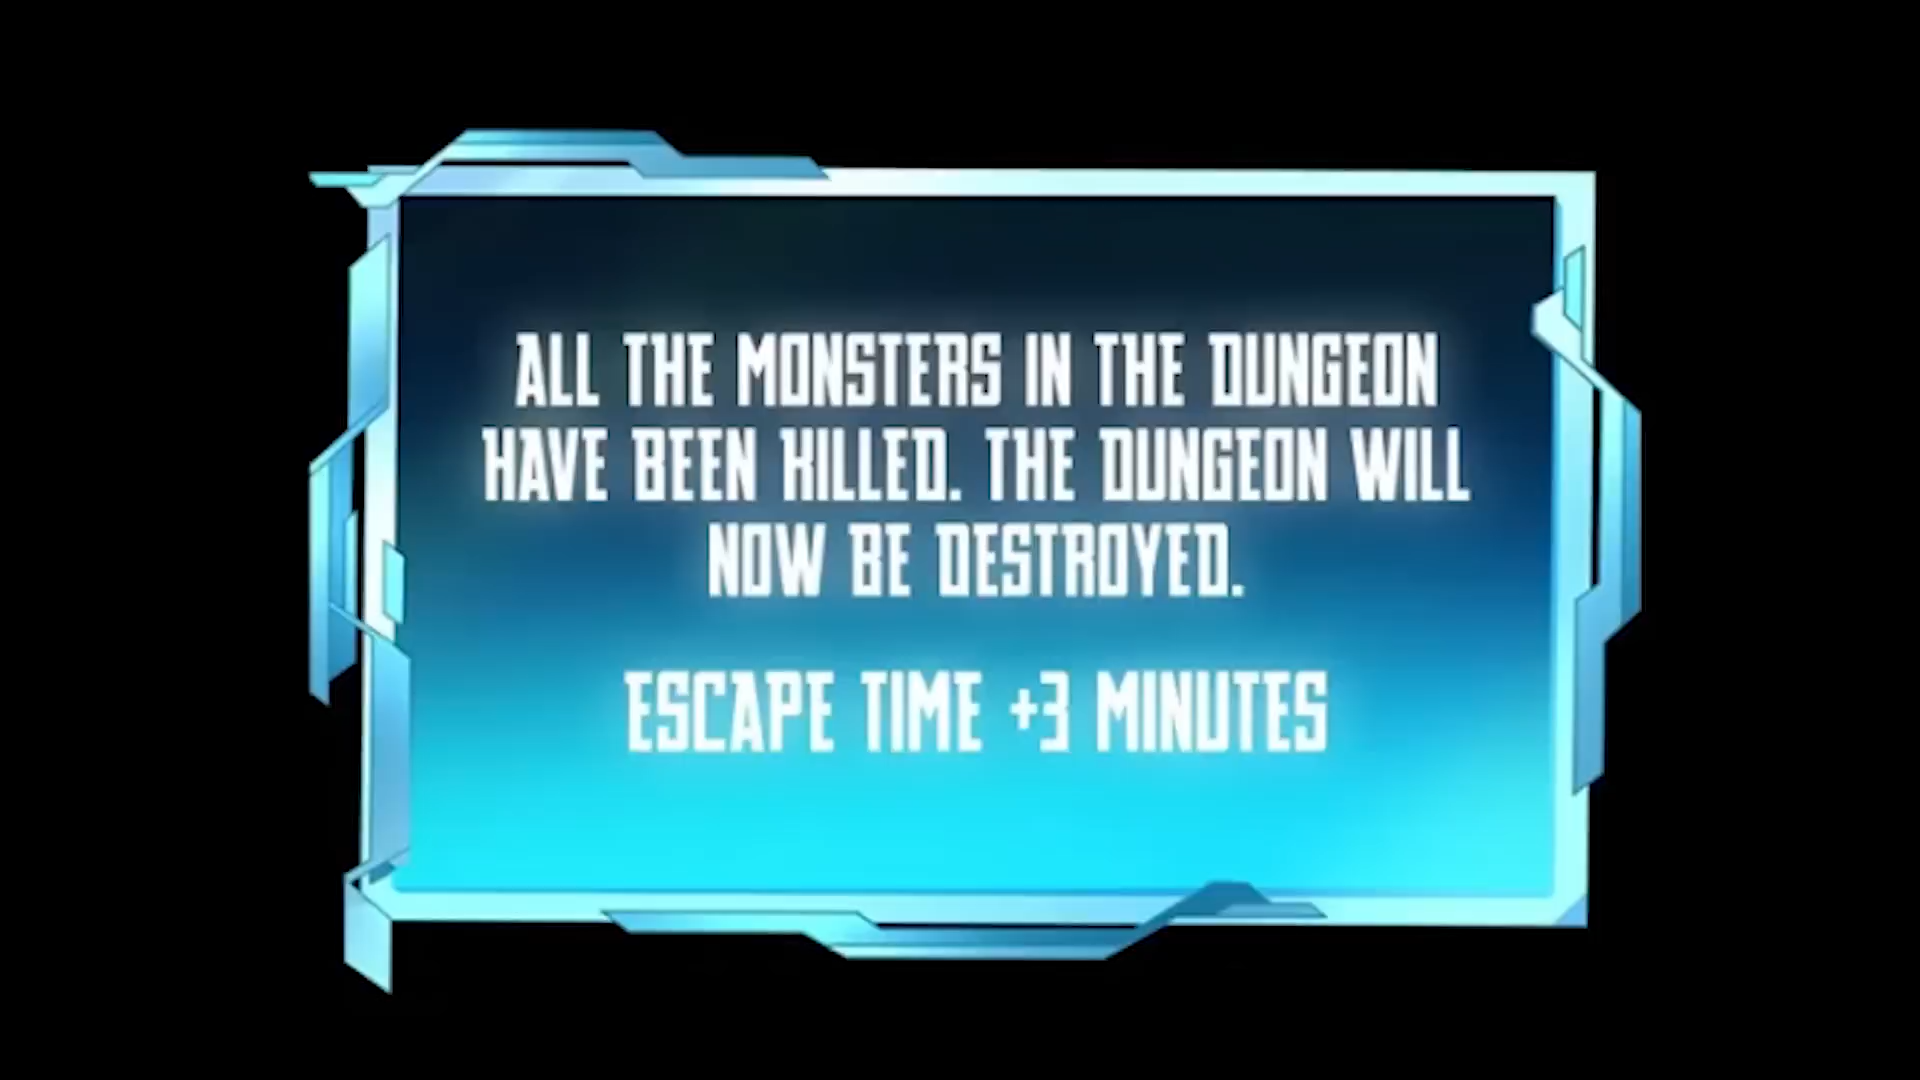 ALL THE MONSTERS IN THE DUNGEON
HAVE BEEN KILLED. THE DUNGEON WILL
NOW BE DESTROYED.
ESCAPE TIME +3 MINUTES